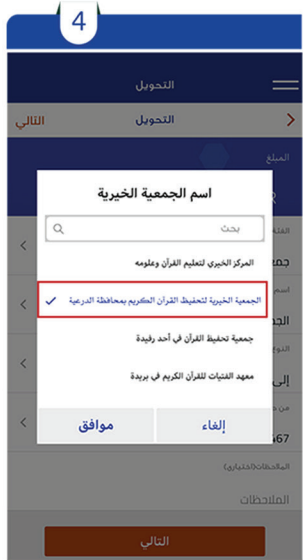 4
التحويل
التحويل
التالي
المبلغ
اسم الجمعية الخيرية
بحث
المركز الخيري لتعليم القرآن وعلومه
الجمعية الخيرية لتحفيظ القرآن الكريم بمحافظة الدرعية
جمعية تحفيظ القرآن في أحد رفيدة
معهد الفتيات للقرآن الكريم في بريدة
إلغاء
موافق
إلى
67
الملاحظات(اختياري)
الملاحظات
التالي